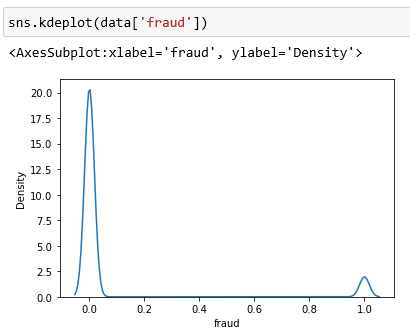 sns.kdeplot(data['fraud'])
<AxesSubplot:xlabel='fraud', ylabel='Density'>
20.0
17.5
15.0
12.5
10.0
7.5
5.0
2.5
0.0
Density
0.0 0.2 0.4 0.6 0.8 1.0
fraud